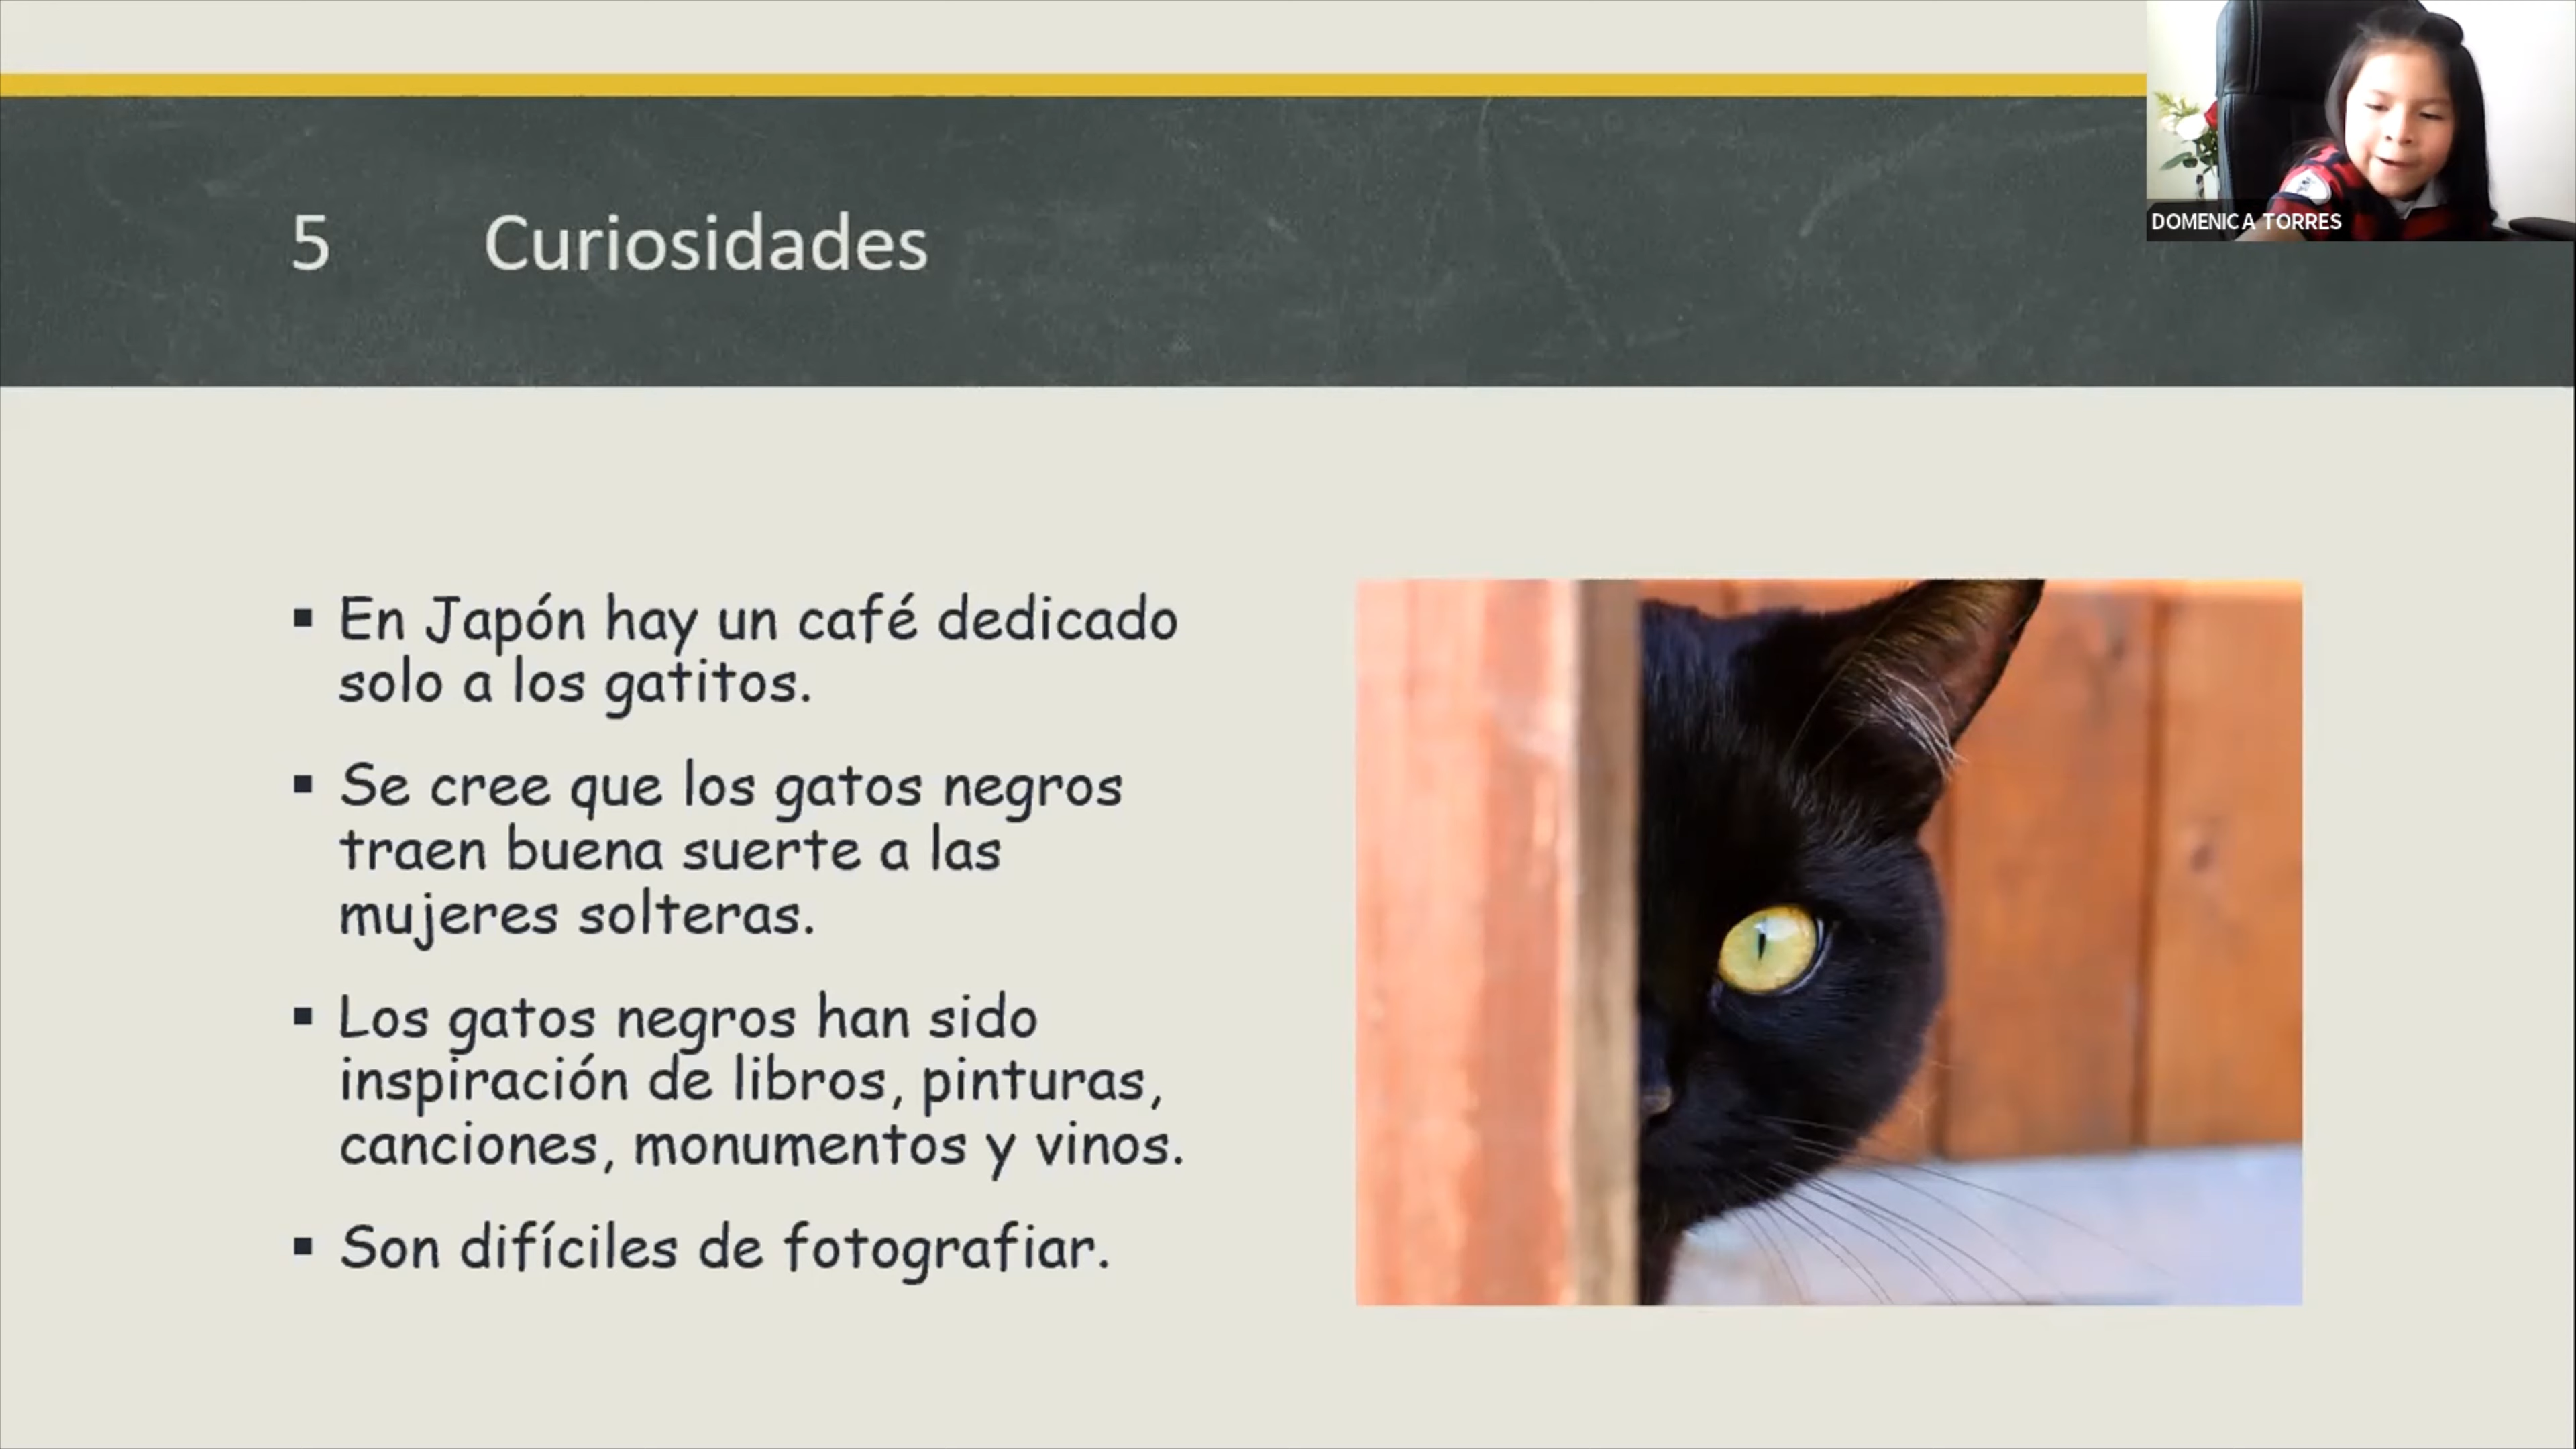 5 Curiosidades
DOMENICA TORRES
▪ En Japón hay un café dedicado
solo a los gatitos.
▪ Se cree que los gatos negros
traen buena suerte a las
mujeres solteras.
▪ Los gatos negros han sido
inspiración de libros, pinturas,
canciones, monumentos y vinos.
▪ Son difíciles de fotografiar.